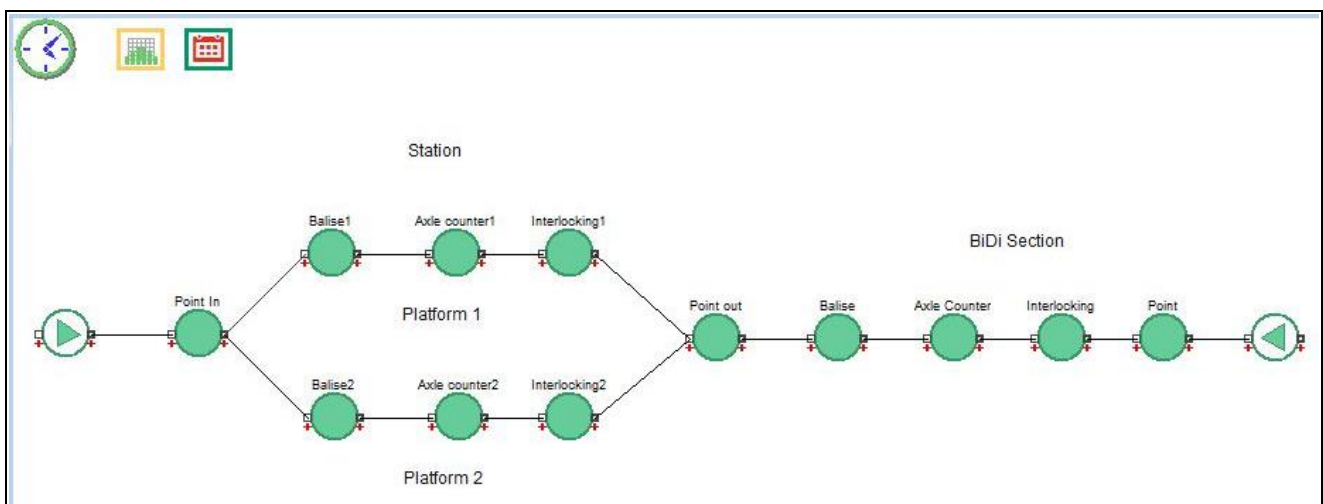 Station
Balise1
Axle counter1
Interlocking1
BiDi Section
Point In
Platform 1
Point out
Balise
Axle Counter
Interlocking
Point
Balise2
Axle counter2
Interlocking2
Platform 2